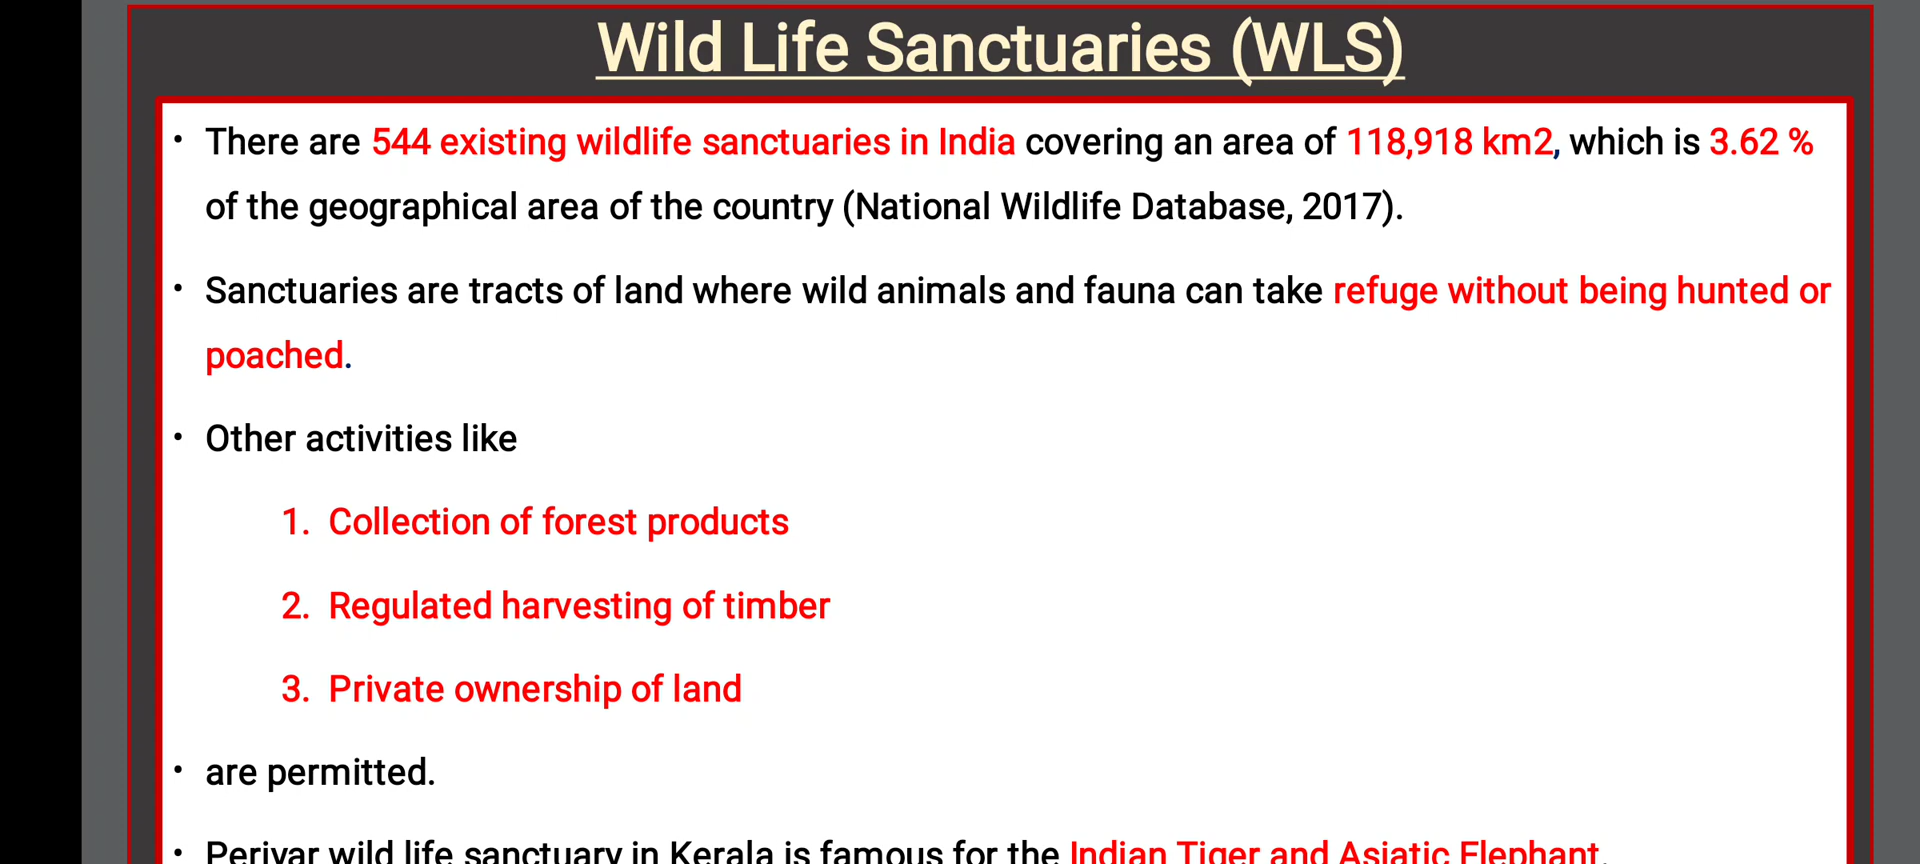 Wild Life Sanctuaries (WLS)
• There are 544 existing wildlife sanctuaries in India covering an area of 118,918 km2, which is 3.62 %
of the geographical area of the country (National Wildlife Database, 2017).
• Sanctuaries are tracts of land where wild animals and fauna can take refuge without being hunted or
poached.
• Other activities like
1. Collection of forest products
2. Regulated harvesting of timber
3. Private ownership of land
• are permitted.
• Periyar wild life sanctuary in Kerala is famous for the Indian Tiger and Asiatic Elephant.